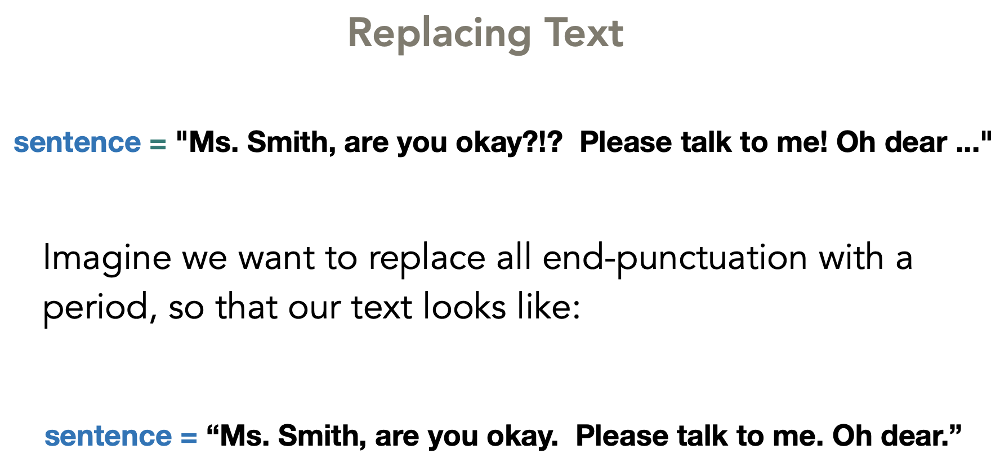 Replacing Text
sentence = "Ms. Smith, are you okay?!?  Please talk to me! Oh dear ..."
Imagine we want to replace all end-punctuation with a
period, so that our text looks like:
sentence = “Ms. Smith, are you okay.  Please talk to me. Oh dear.”